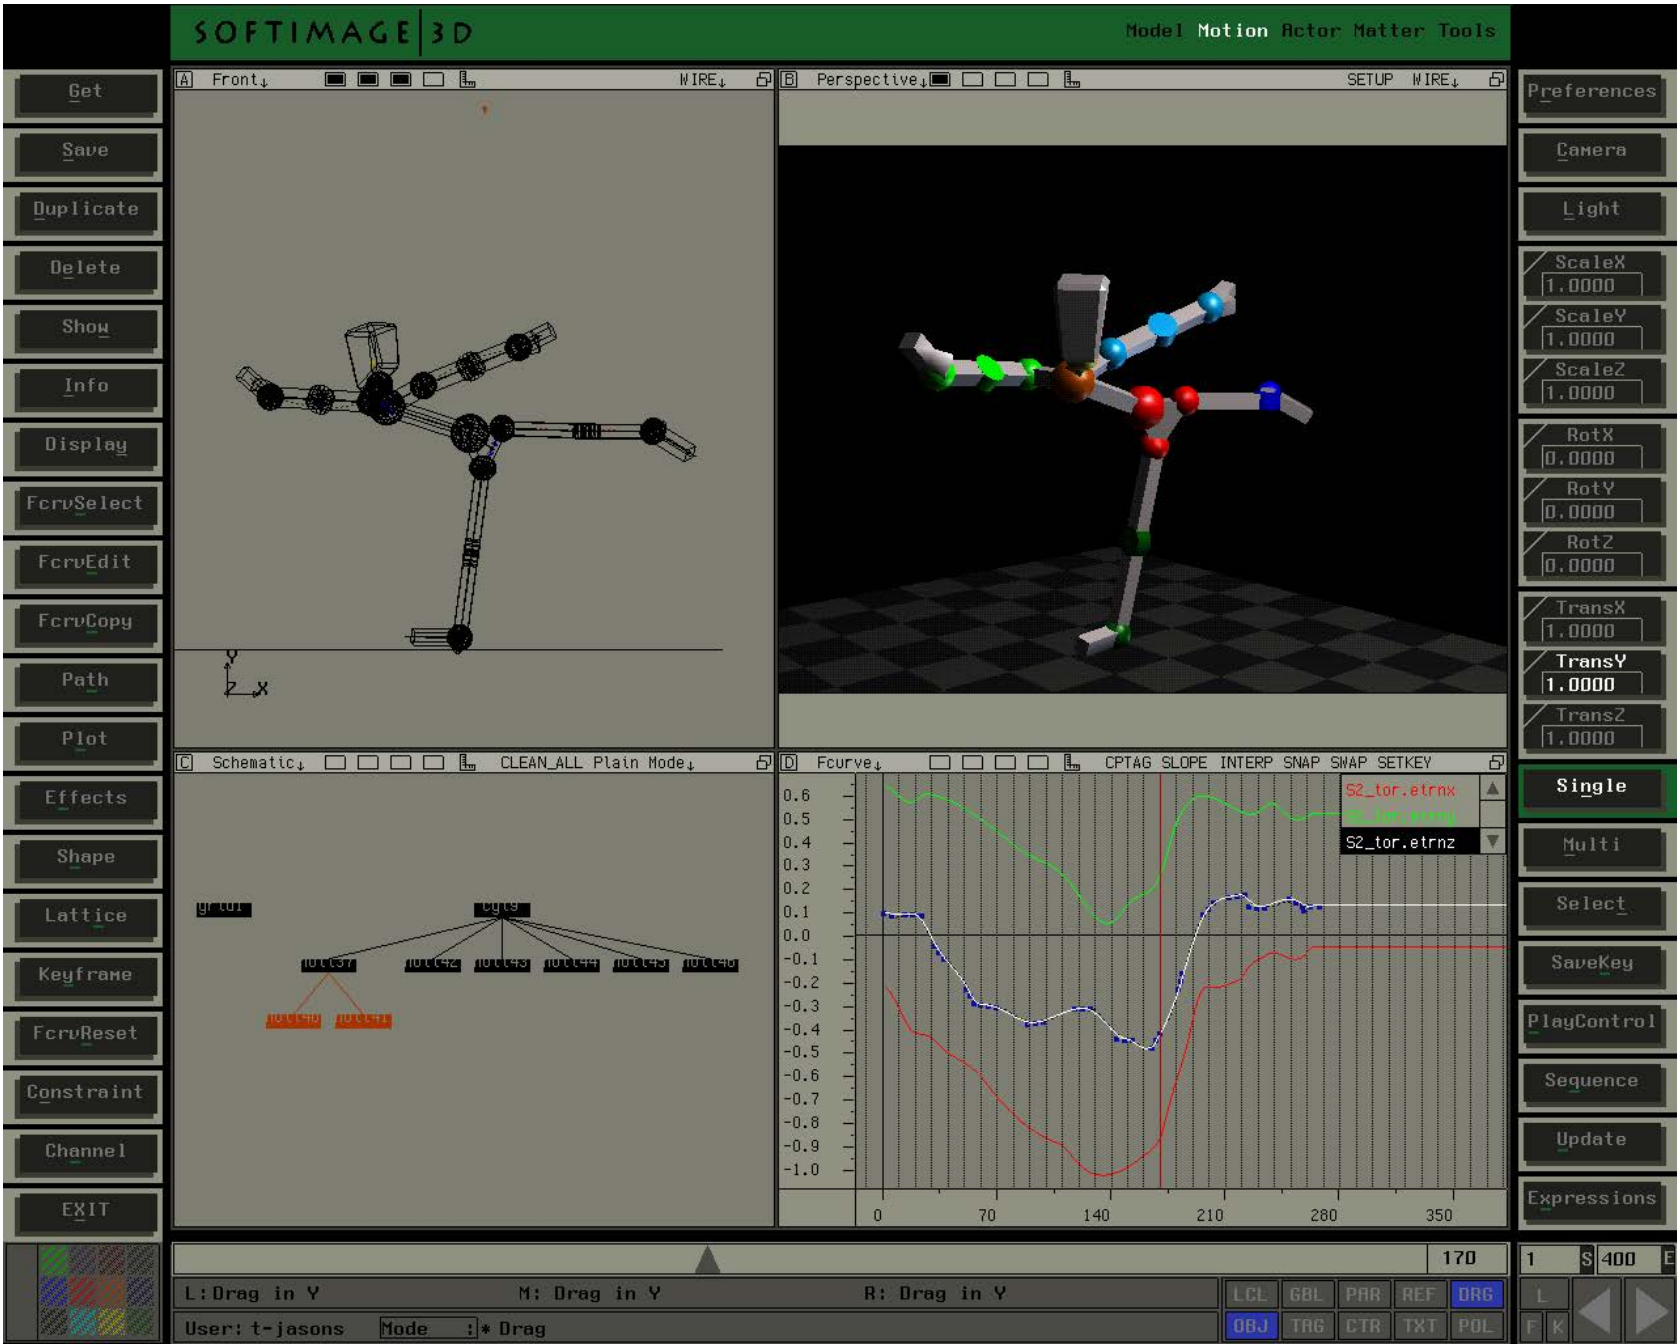 SOFTIMAGE|3D
Model Motion Actor Matter Tools
Get
Save
Duplicate
Delete
Show
Info
Display
FcrvSelect
FcrvEdit
FcrvCopy
Path
Plot
Effects
Shape
Lattice
Keyframe
FcrvReset
Constraint
Channel
EXIT
A Front↓ WIRE↓
Y
Z X
B Perspective↓ SETUP WIRE↓
C Schematic↓ CLEAN_ALL Plain Mode↓
D Fcurve↓ CPTAG SLOPE INTERP SNAP SWAP SETKEY
S2_tor.etrnx
S2_tor.etrnz
0.6
0.5
0.4
0.3
0.2
0.1
0.0
-0.1
-0.2
-0.3
-0.4
-0.5
-0.6
-0.7
-0.8
-0.9
-1.0
0 70 140 210 280 350
Preferences
Camera
Light
ScaleX
1.0000
ScaleY
1.0000
ScaleZ
1.0000
RotX
0.0000
RotY
0.0000
RotZ
0.0000
TransX
1.0000
TransY
1.0000
TransZ
1.0000
Single
Multi
Select
SaveKey
PlayControl
Sequence
Update
Expressions
170
1 S 400 E
L:Drag in Y M: Drag in Y R: Drag in Y
LCL GBL PAR REF DRG
L
User: t-jasons Mode :* Drag
OBJ TAG CTR TXT POL
F K